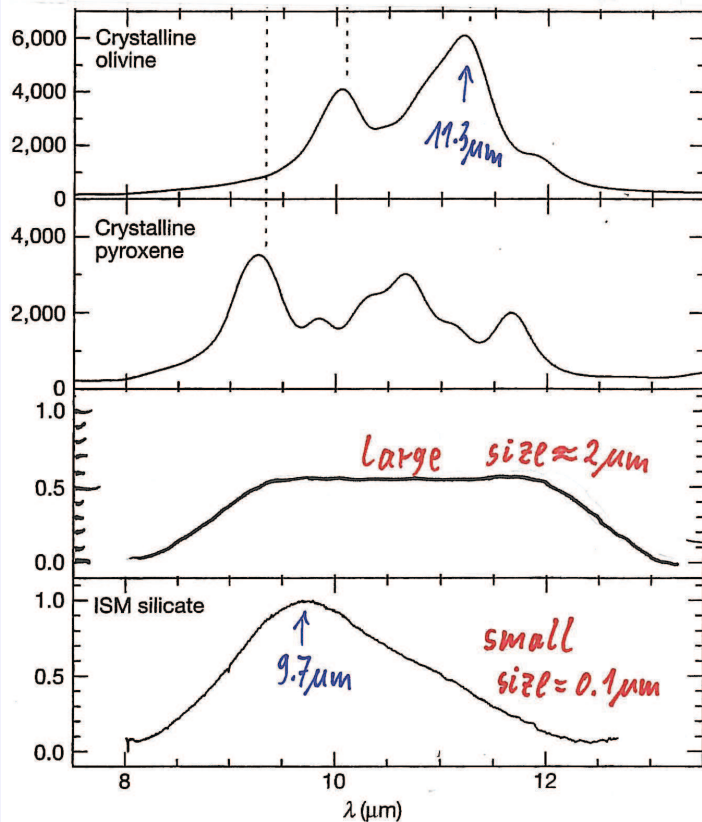 6,000
Crystalline
olivine
4,000
2,000
0
11.3μm
Crystalline
pyroxene
4,000
2,000
0
1.0
0.5
0.0
large size≈2μm
ISM silicate
1.0
0.5
0.0
9.7μm
small
size≈0.1μm
8 10 12
λ (μm)